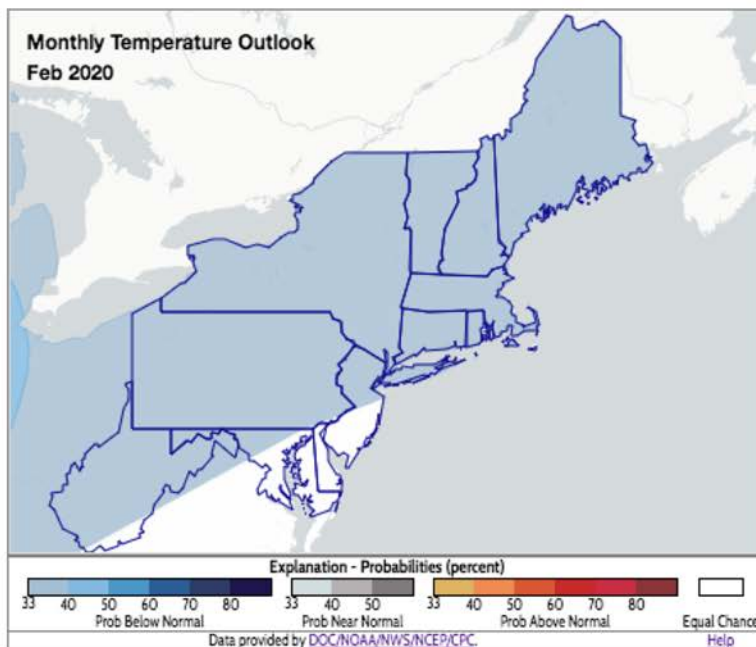 Monthly Temperature Outlook
Feb 2020
Explanation - Probabilities (percent)
33 40 50 60 70 80 33 40 50 60 33 40 50 60 70 80
Prob Below Normal Prob Near Normal Prob Above Normal Equal Chance
Data provided by DOC/NOAA/NWS/NCEP/CPC. Help